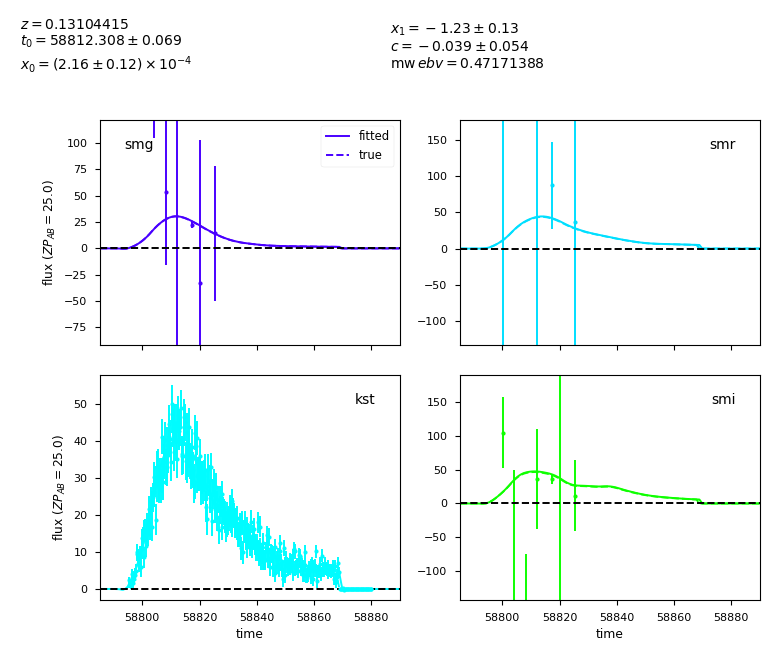 z = 0.13104415
t₀ = 58812.308 ± 0.069
x₀ = (2.16 ± 0.12) × 10⁻⁴
x₁ = −1.23 ± 0.13
c = −0.039 ± 0.054
mw ebv = 0.47171388
smg
fitted
true
100
75
50
25
0
−25
−50
−75
flux (ZP_AB = 25.0)
smr
150
100
50
0
−50
−100
kst
50
40
30
20
10
0
flux (ZP_AB = 25.0)
58800 58820 58840 58860 58880
time
smi
150
100
50
0
−50
−100
58800 58820 58840 58860 58880
time